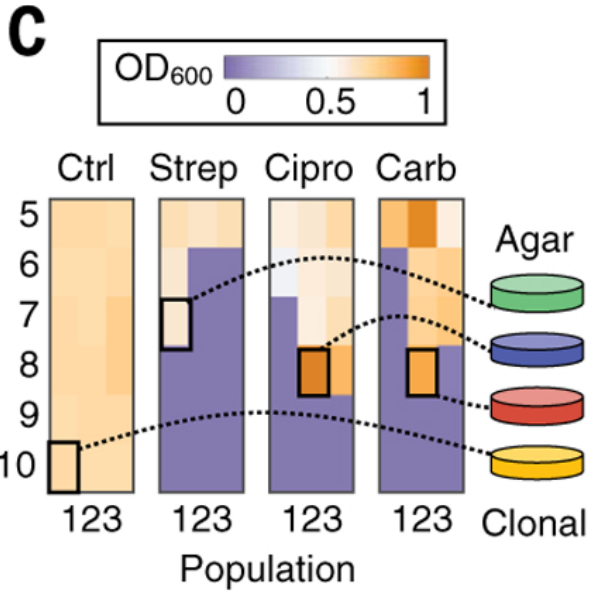 C
OD600
0 0.5 1
Ctrl Strep Cipro Carb
5
Agar
6
7
8
9
10
123 123 123 123 Clonal
Population